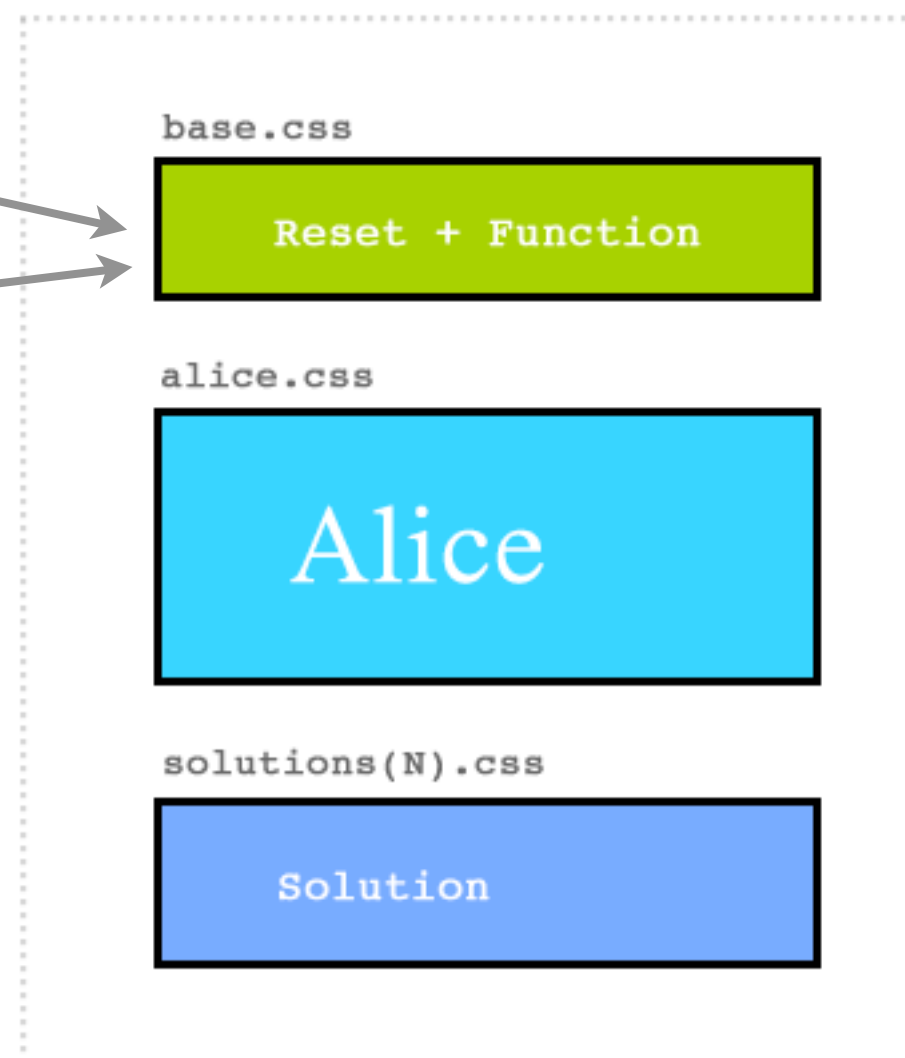 base.css
Reset + Function
alice.css
Alice
solutions(N).css
Solution